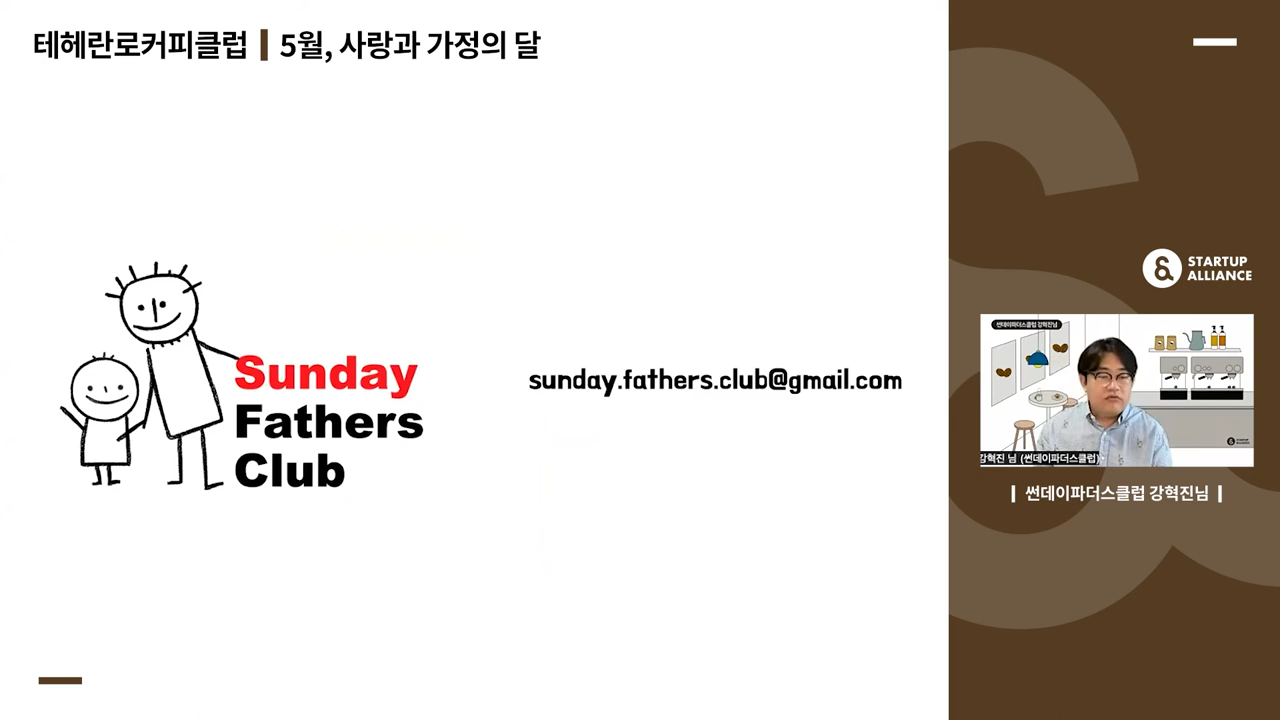 테헤란로커피클럽 | 5월, 사랑과 가정의 달
Sunday
Fathers
Club
sunday.fathers.club@gmail.com
STARTUP
ALLIANCE
썬데이파더스클럽 강혁진님
강혁진 님 (썬데이파더스클럽)
| 썬데이파더스클럽 강혁진님 |